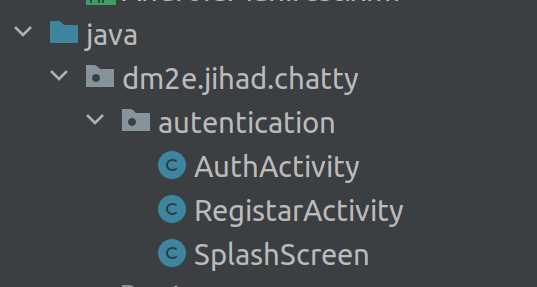 java
dm2e.jihad.chatty
autentication
C AuthActivity
C RegistarActivity
C SplashScreen